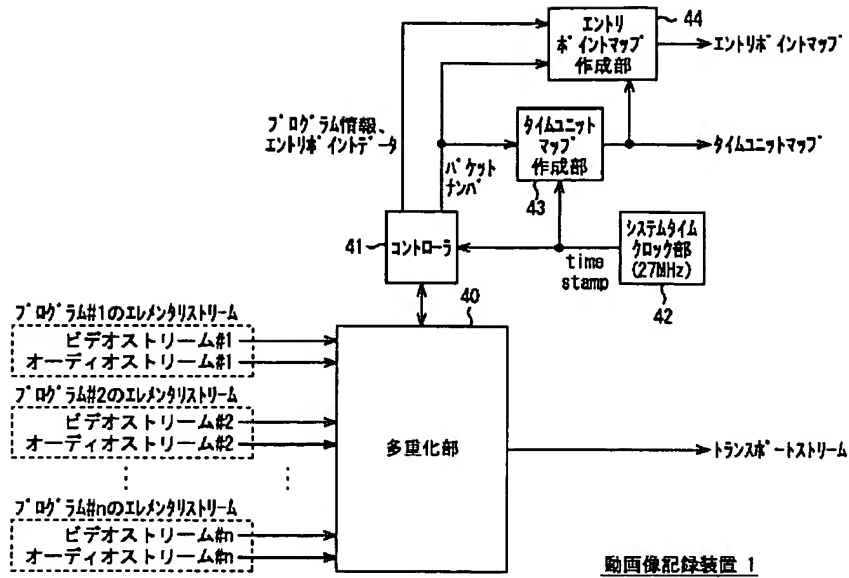 44
エントリ
ポイントマップ
作成部
エントリポイントマップ
プログラム情報、
エントリポイントデータ
パケット
ナンバ
タイムユニット
マップ
作成部
43
タイムユニットマップ
41
コントローラ
time
stamp
システムタイム
クロック部
(27MHz)
42
40
プログラム#1のエレメンタリストリーム
ビデオストリーム#1
オーディオストリーム#1
プログラム#2のエレメンタリストリーム
ビデオストリーム#2
オーディオストリーム#2
プログラム#nのエレメンタリストリーム
ビデオストリーム#n
オーディオストリーム#n
多重化部
トランスポートストリーム
動画像記録装置 1